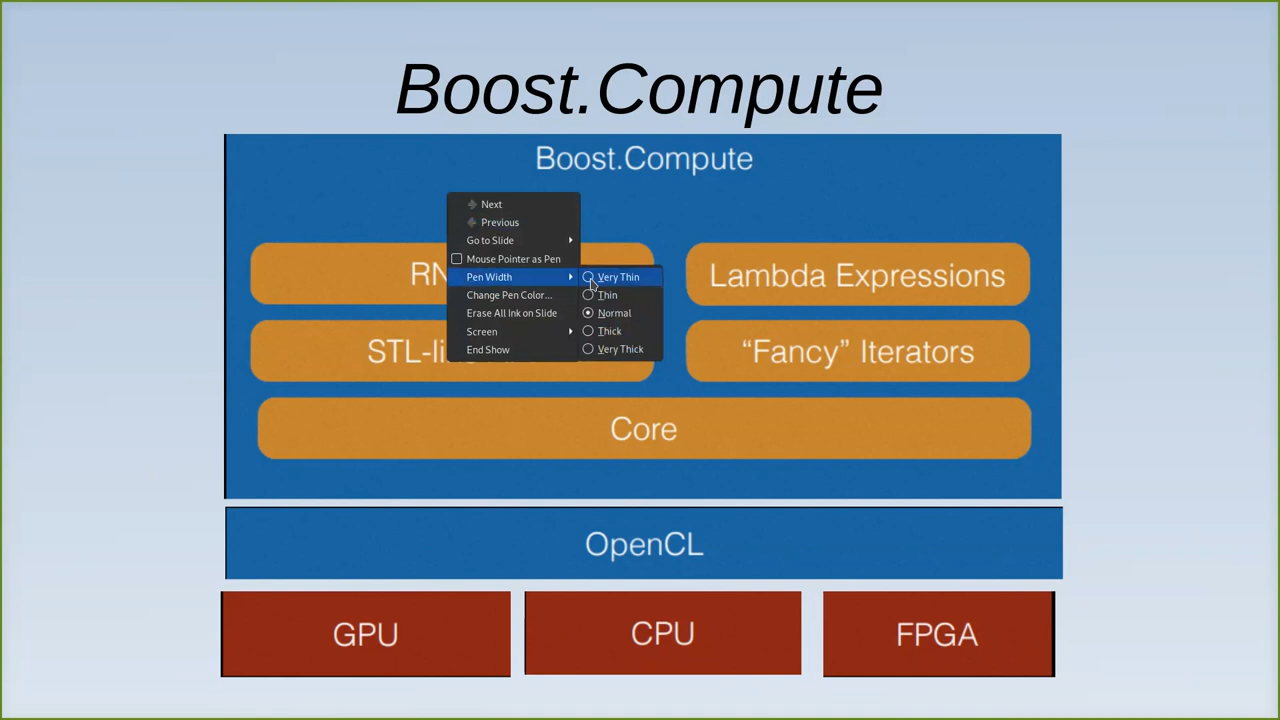 Boost.Compute
Boost.Compute
Next
Previous
Go to Slide
Mouse Pointer as Pen
Pen Width
Change Pen Color...
Erase All Ink on Slide
Screen
End Show
Very Thin
Thin
Normal
Thick
Very Thick
Lambda Expressions
“Fancy” Iterators
Core
OpenCL
GPU
CPU
FPGA